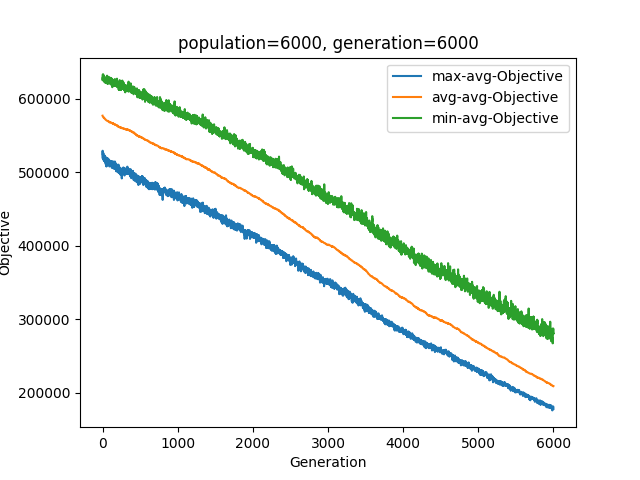 population=6000, generation=6000
max-avg-Objective
avg-avg-Objective
min-avg-Objective
Objective
600000
500000
400000
300000
200000
0 1000 2000 3000 4000 5000 6000
Generation